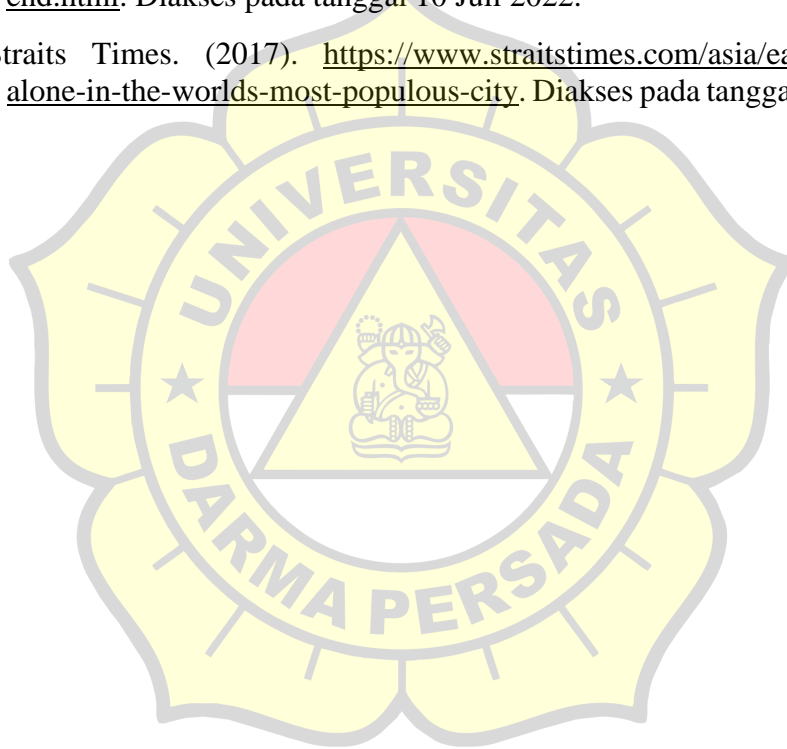 end.html. Diakses pada tanggal 10 Juli 2022.
Straits Times. (2017). https://www.straitstimes.com/asia/ea
alone-in-the-worlds-most-populous-city. Diakses pada tangga
UNIVERSITAS
DARMA PERSADA